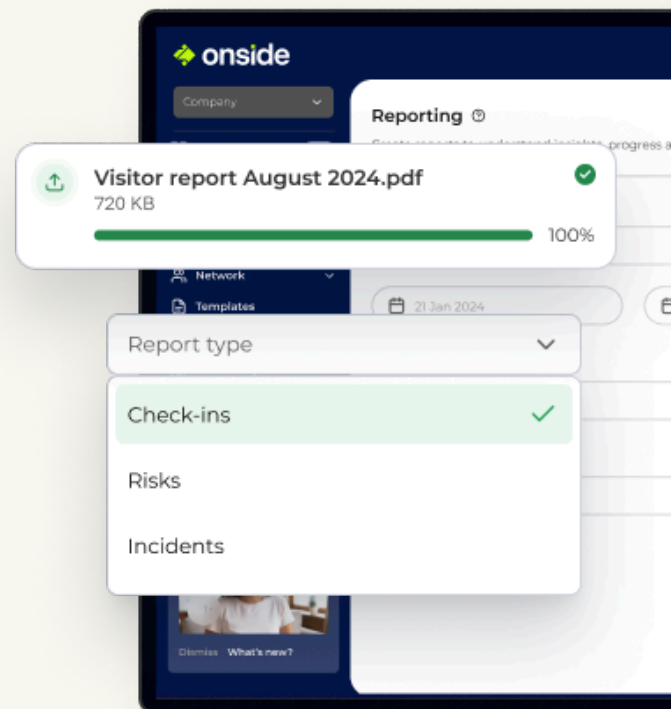 onside
Company
Reporting
progress a
Visitor report August 2024.pdf
720 KB
100%
Network
Templates
21 Jan 2024
Report type
Check-ins
Risks
Incidents
Dismiss What's new?